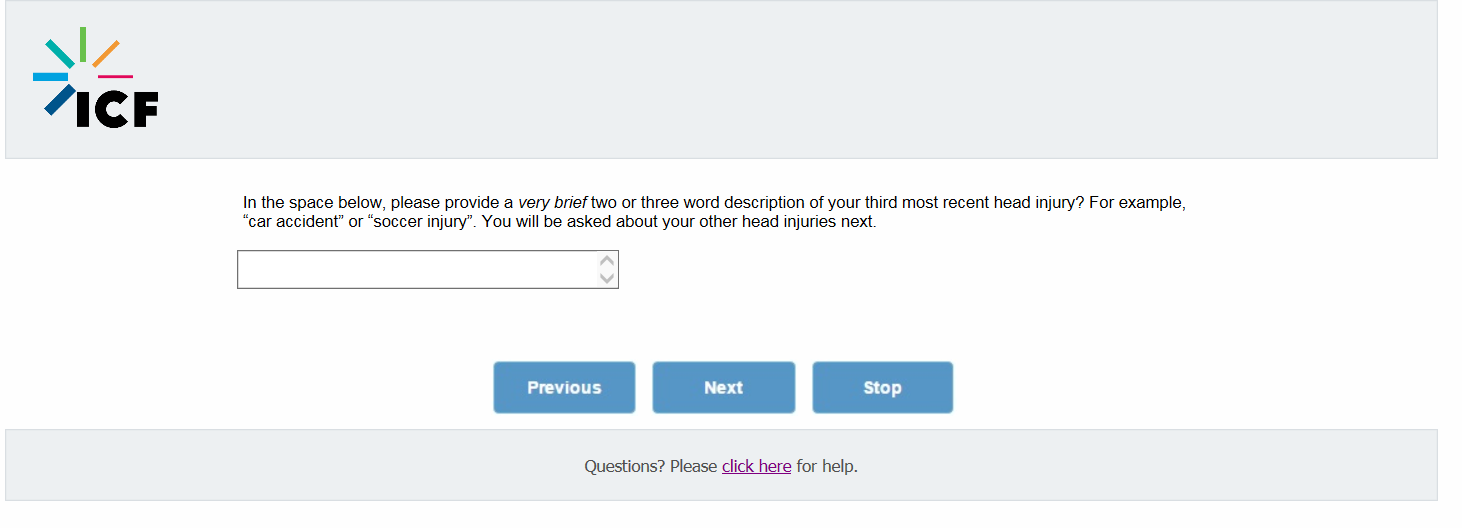 ICF
In the space below, please provide a very brief two or three word description of your third most recent head injury? For example,
“car accident” or “soccer injury”. You will be asked about your other head injuries next.
Previous
Next
Stop
Questions? Please click here for help.